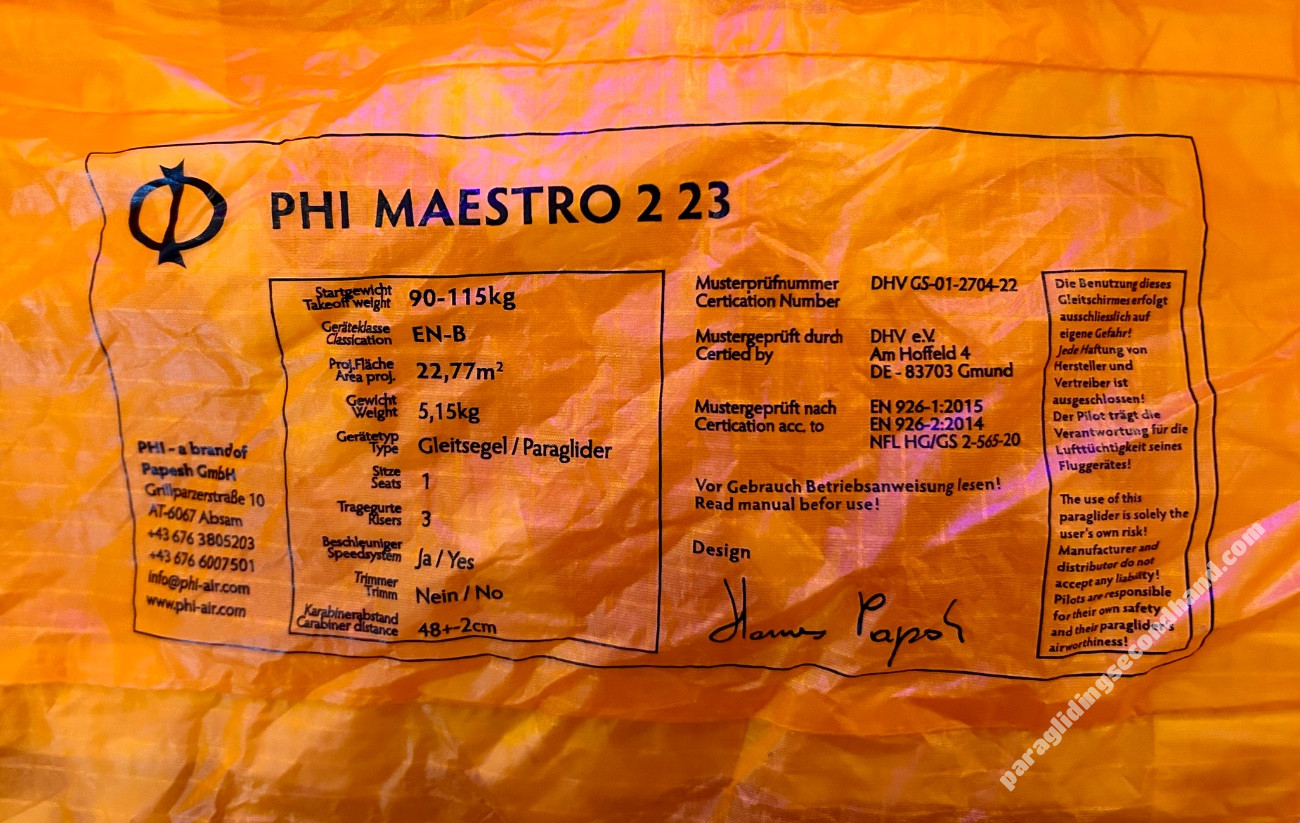 PHI MAESTRO 2 23
Startgewicht
Takeoff weight
90-115kg
Geräteklasse
Classication
EN-B
Proj.Fläche
Area proj.
22,77m²
Gewicht
Weight
5,15kg
Gerätetyp
Type
Gleitsegel / Paraglider
Sitze
Seats
1
Tragegurte
Risers
3
Beschleuniger
Speedsystem
Ja / Yes
Trimmer
Trimm
Nein / No
Karabinerabstand
Carabiner distance
48+-2cm
PHI - a brand of
Papesh GmbH
Grillparzerstraße 10
AT-6067 Absam
+43 676 3805203
+43 676 6007501
info@phi-air.com
www.phi-air.com
Musterprüfnummer
Certication Number
DHV GS-01-2704-22
Mustergeprüft durch
Certied by
DHV e.V.
Am Hoffeld 4
DE - 83703 Gmund
Mustergeprüft nach
Certication acc. to
EN 926-1:2015
EN 926-2:2014
NFL HG/GS 2-565-20
Vor Gebrauch Betriebsanweisung lesen!
Read manual befor use!
Design
Hannes Papesh
Die Benutzung dieses
Gleitschirmes erfolgt
ausschliesslich auf
eigene Gefahr!
Jede Haftung von
Hersteller und
Vertreiber ist
ausgeschlossen!
Der Pilot trägt die
Verantwortung für die
Lufttüchtigkeit seines
Fluggerätes!
The use of this
paraglider is solely the
user's own risk!
Manufacturer and
distributor do not
accept any liability!
Pilots are responsible
for their own safety
and their paraglider's
airworthiness!
paraglidingsecondhand.com